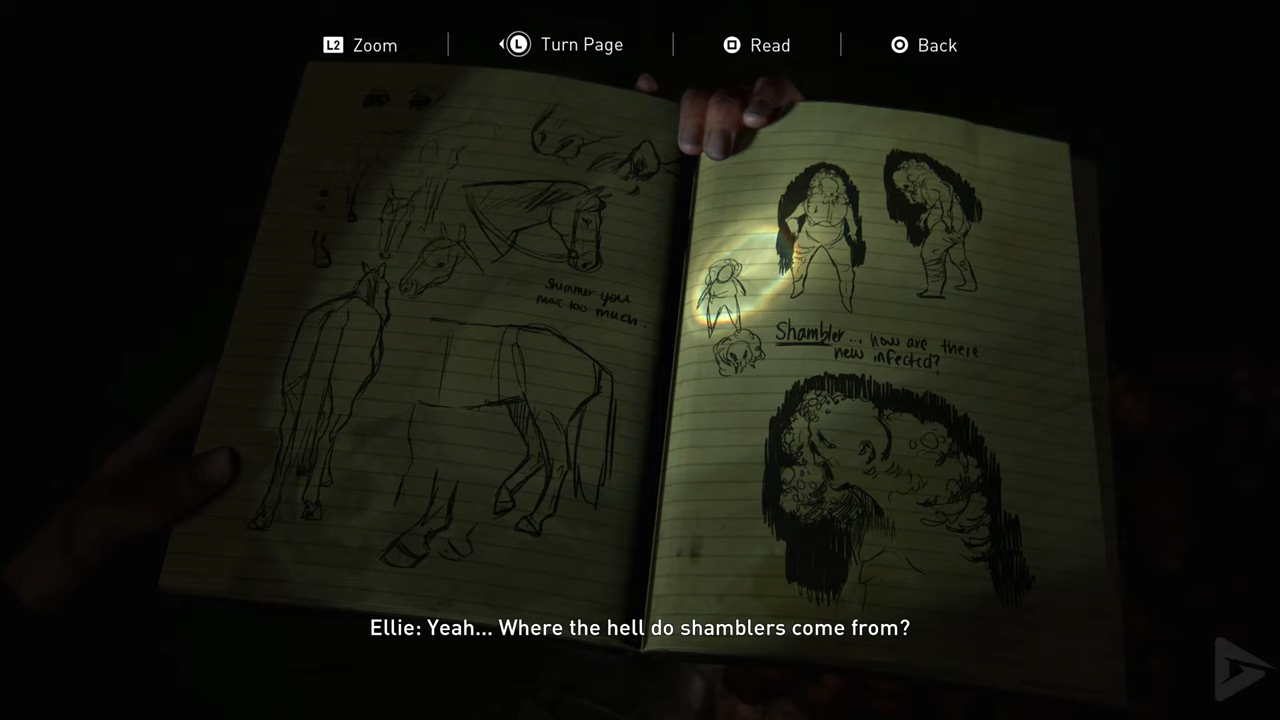 L2 Zoom
L Turn Page
Read
Back
Shimmer you
move too much.
Shambler... how are there
new infected?
Ellie: Yeah... Where the hell do shamblers come from?